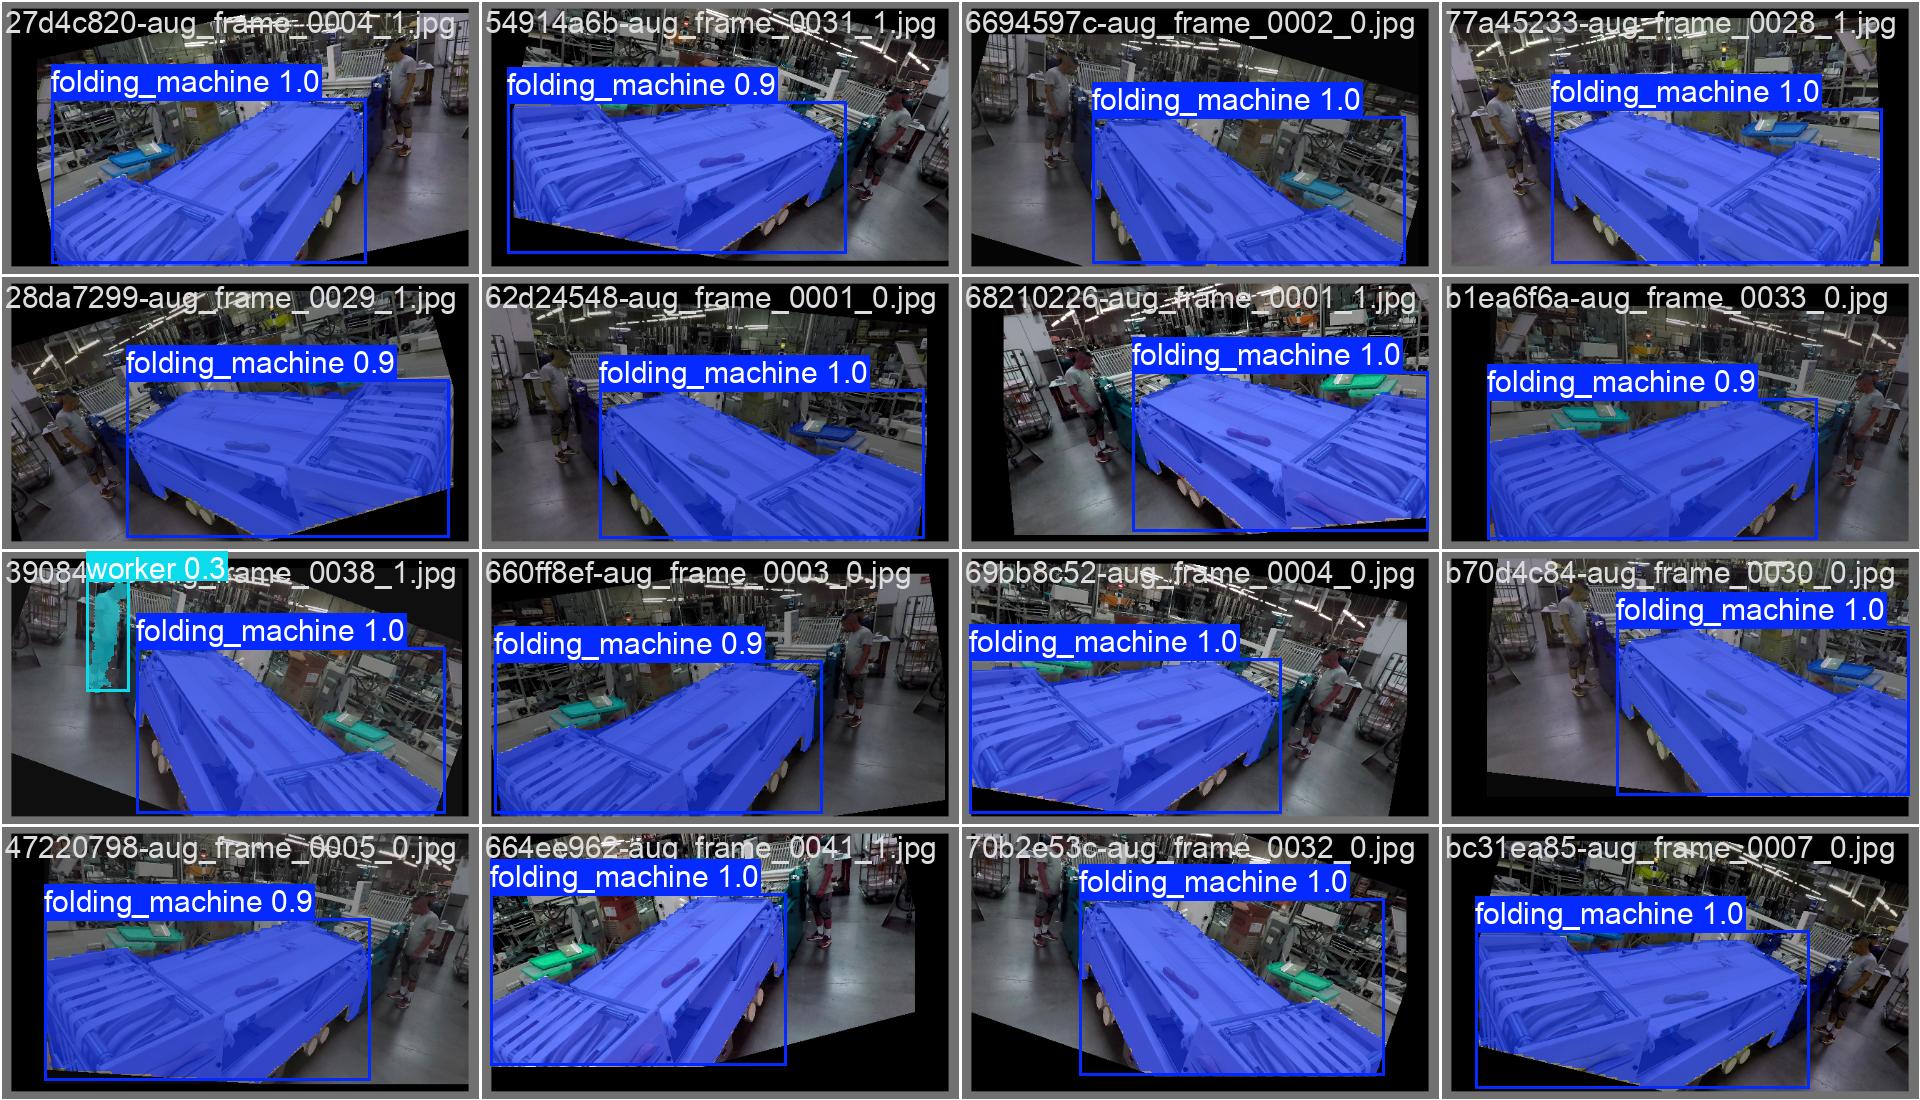 27d4c820-aug_frame_0004_1.jpg
folding_machine 1.0
54914a6b-aug_frame_0031_1.jpg
folding_machine 0.9
6694597c-aug_frame_0002_0.jpg
folding_machine 1.0
77a45233-aug_frame_0028_1.jpg
folding_machine 1.0
28da7299-aug_frame_0029_1.jpg
folding_machine 0.9
62d24548-aug_frame_0001_0.jpg
folding_machine 1.0
68210226-aug_frame_0001_1.jpg
folding_machine 1.0
b1ea6f6a-aug_frame_0033_0.jpg
folding_machine 0.9
39084
worker 0.3
rame_0038_1.jpg
folding_machine 1.0
660ff8ef-aug_frame_0003_0.jpg
folding_machine 0.9
69bb8c52-aug_frame_0004_0.jpg
folding_machine 1.0
b70d4c84-aug_frame_0030_0.jpg
folding_machine 1.0
47220798-aug_frame_0005_0.jpg
folding_machine 0.9
664ee962-aug_frame_0041_1.jpg
folding_machine 1.0
70b2e53c-aug_frame_0032_0.jpg
folding_machine 1.0
bc31ea85-aug_frame_0007_0.jpg
folding_machine 1.0